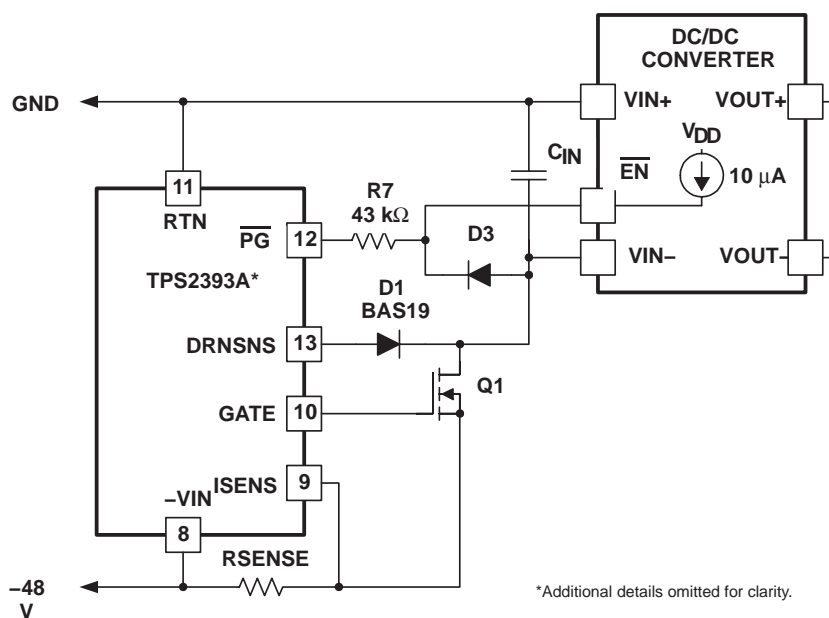 DC/DC
CONVERTER
GND
VIN+
VOUT+
VDD
CIN
EN
10 μA
11
RTN
R7
43 kΩ
PG
12
D3
VIN–
VOUT–
TPS2393A*
D1
BAS19
DRNSNS
13
Q1
GATE
10
ISENS
9
–VIN
8
RSENSE
–48
V
*Additional details omitted for clarity.